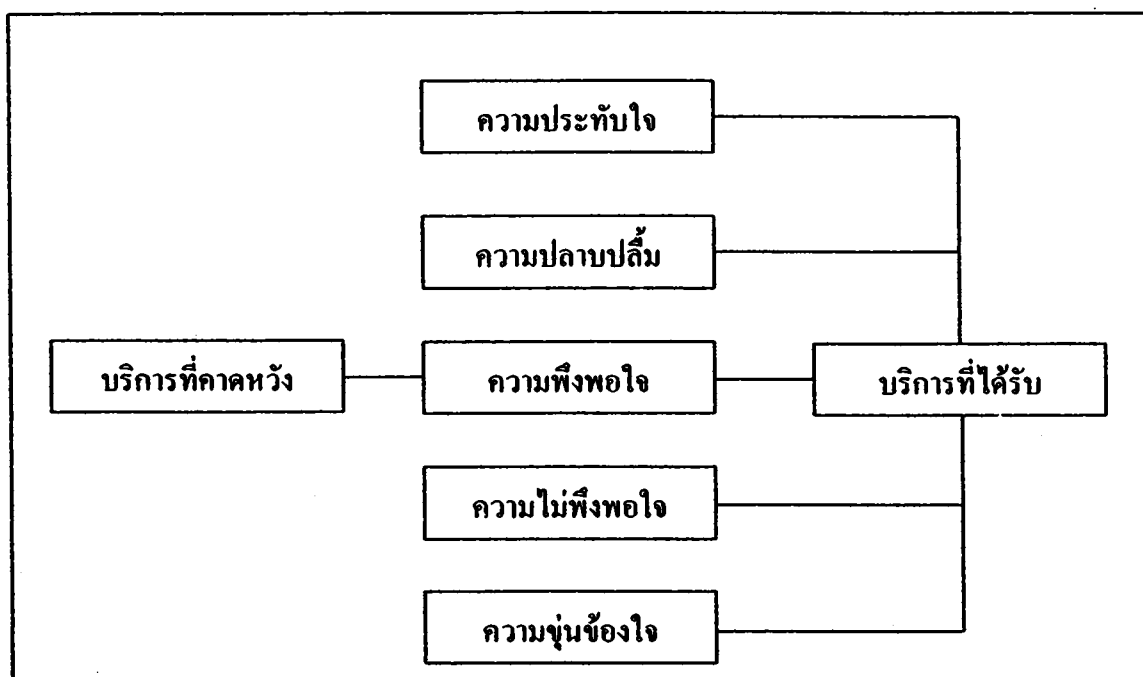 ความประทับใจ
ความปลาบปลื้ม
บริการที่คาดหวัง
ความพึงพอใจ
บริการที่ได้รับ
ความไม่พึงพอใจ
ความขุ่นข้องใจ